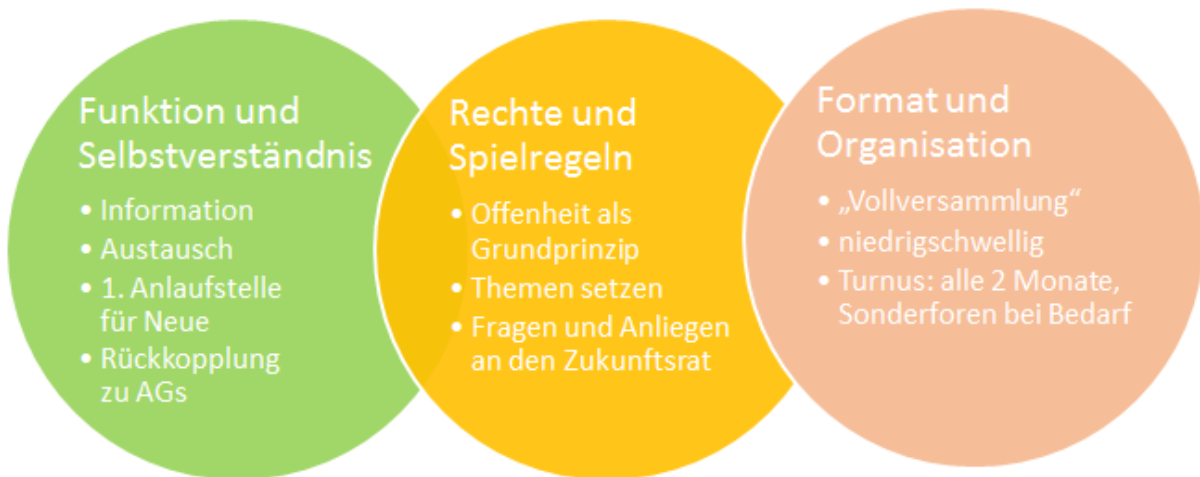 Funktion und
Selbstverständnis
• Information
• Austausch
• 1. Anlaufstelle
für Neue
• Rückkopplung
zu AGs
Rechte und
Spielregeln
• Offenheit als
Grundprinzip
• Themen setzen
• Fragen und Anliegen
an den Zukunftsrat
Format und
Organisation
• „Vollversammlung“
• niedrigschwellig
• Turnus: alle 2 Monate,
Sonderforen bei Bedarf